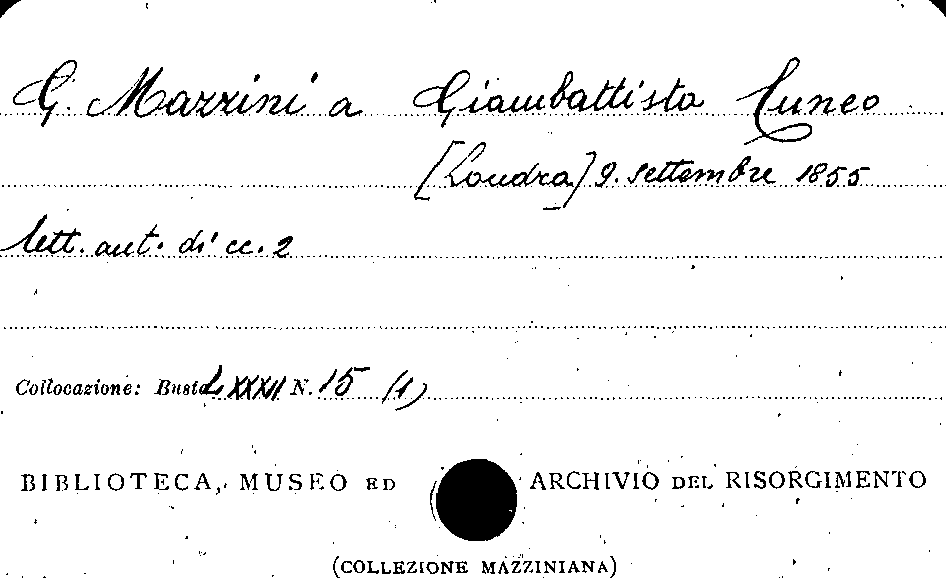 G. Mazzini a Giambattista Cuneo
[Londra] 9. settembre 1855
lett. aut. di cc. 2
Collocazione: Busta LXXXII N. 15 (1)
BIBLIOTECA, MUSEO ED ARCHIVIO DEL RISORGIMENTO
(COLLEZIONE MAZZINIANA)